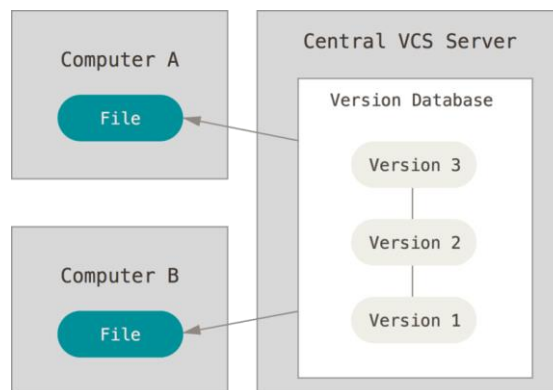 Computer A
File
Computer B
File
Central VCS Server
Version Database
Version 3
Version 2
Version 1